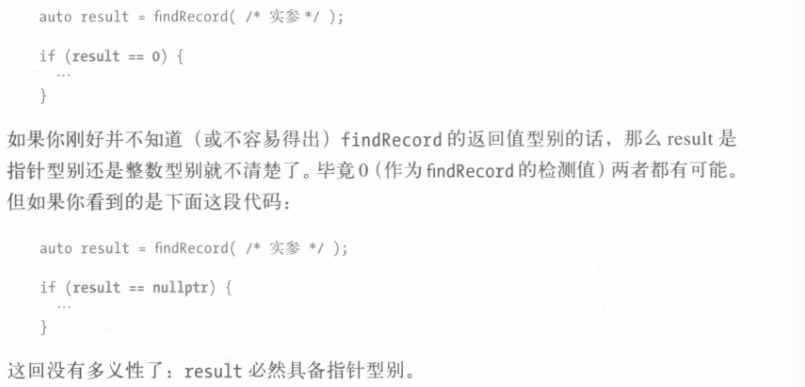 auto result = findRecord( /* 实参 */ );
if (result == 0) {
…
}
如果你刚好并不知道（或不容易得出）findRecord 的返回值型别的话，那么 result 是
指针型别还是整数型别就不清楚了。毕竟 0（作为 findRecord 的检测值）两者都有可能。
但如果你看到的是下面这段代码：
auto result = findRecord( /* 实参 */ );
if (result == nullptr) {
…
}
这回没有多义性了：result 必然具备指针型别。